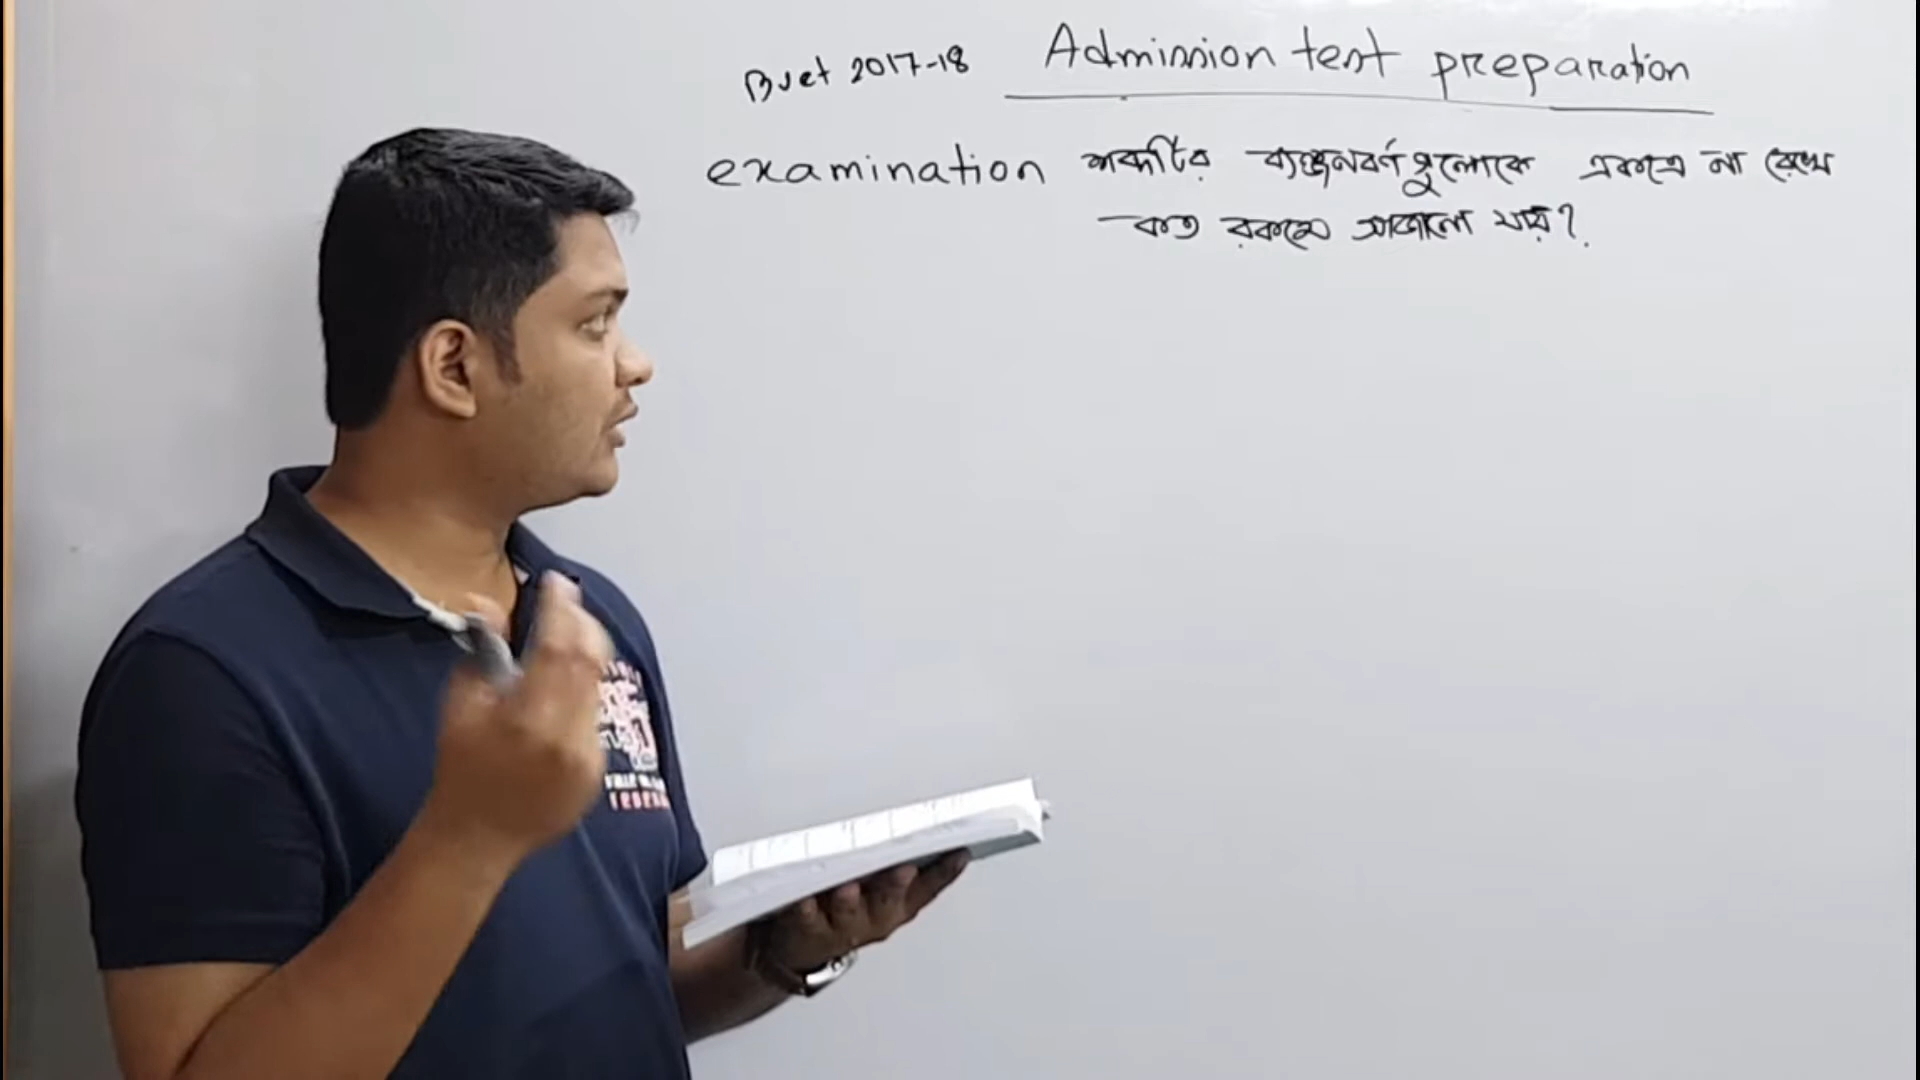 Buet 2017-18 Admission test preparation
examination শব্দটির ব্যঞ্জনবর্ণগুলোকে একত্রে না রেখে
কত রকমে সাজানো যায়?